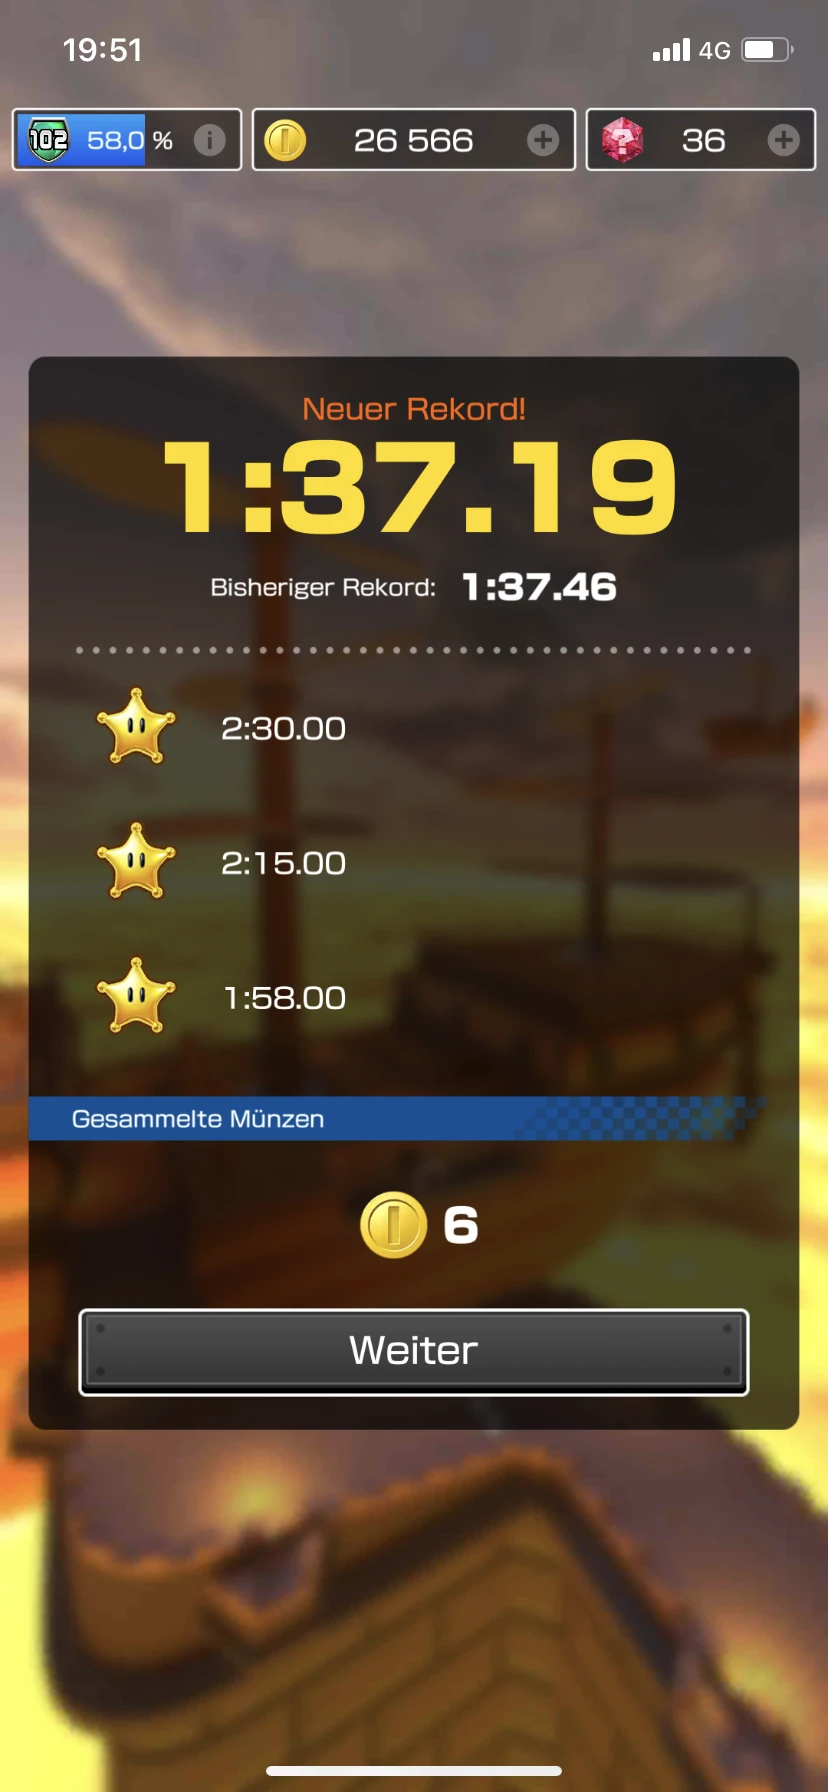 19:51
4G
102 58,0 %
26 566
36
Neuer Rekord!
1:37.19
Bisheriger Rekord: 1:37.46
2:30.00
2:15.00
1:58.00
Gesammelte Münzen
6
Weiter